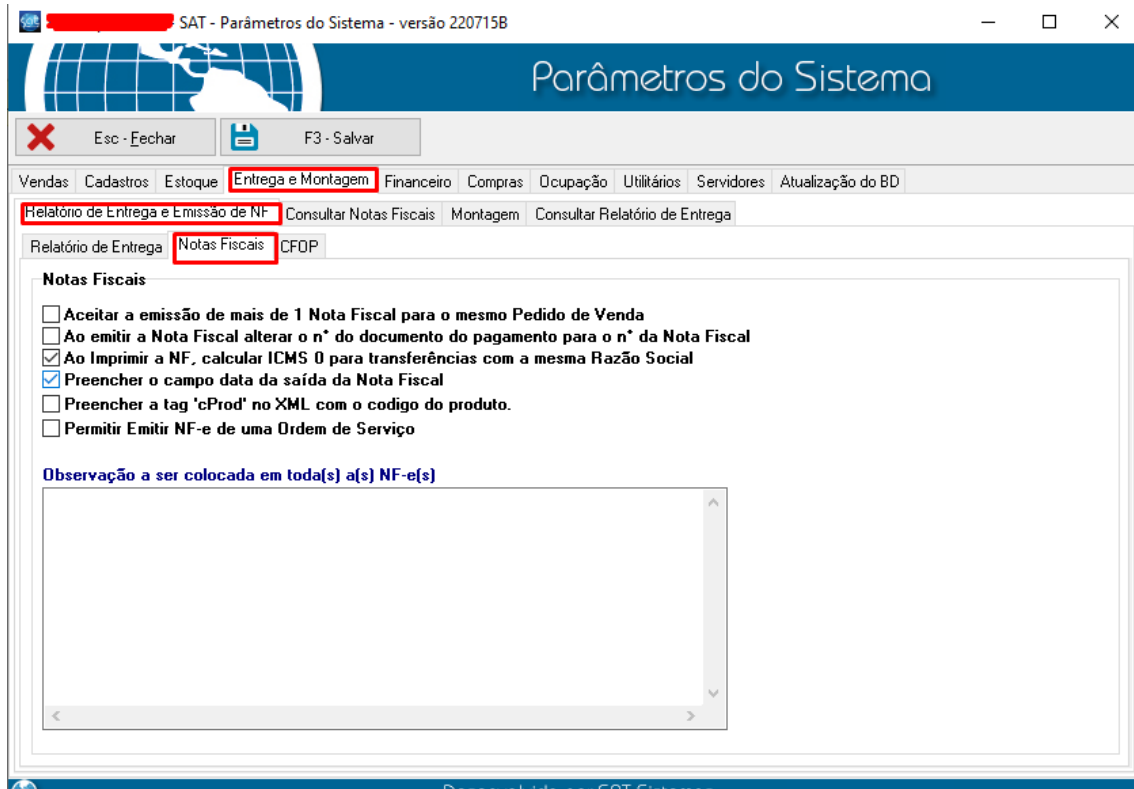 SAT - Parâmetros do Sistema - versão 220715B
Parâmetros do Sistema
Esc - Fechar F3 - Salvar
Vendas Cadastros Estoque Entrega e Montagem Financeiro Compras Ocupação Utilitários Servidores Atualização do BD
Relatório de Entrega e Emissão de NF Consultar Notas Fiscais Montagem Consultar Relatório de Entrega
Relatório de Entrega Notas Fiscais CFOP
Notas Fiscais
Aceitar a emissão de mais de 1 Nota Fiscal para o mesmo Pedido de Venda
Ao emitir a Nota Fiscal alterar o n° do documento do pagamento para o n° da Nota Fiscal
Ao Imprimir a NF, calcular ICMS 0 para transferências com a mesma Razão Social
Preencher o campo data da saída da Nota Fiscal
Preencher a tag 'cProd' no XML com o codigo do produto.
Permitir Emitir NF-e de uma Ordem de Serviço
Observação a ser colocada em toda(s) a(s) NF-e(s)